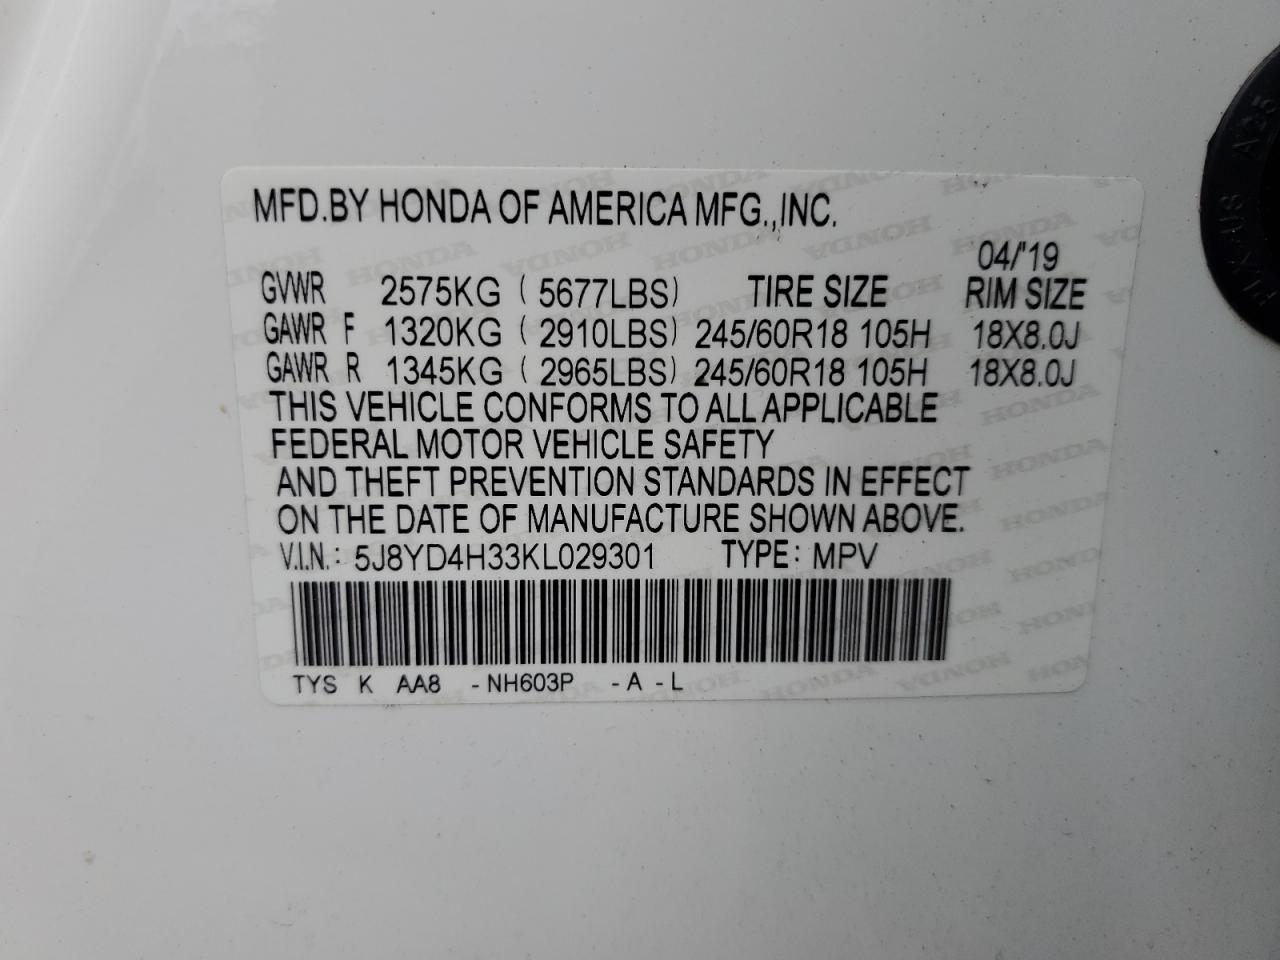 MFD.BY HONDA OF AMERICA MFG.,INC.
04/'19
GVWR 2575KG ( 5677LBS) TIRE SIZE RIM SIZE
GAWR F 1320KG ( 2910LBS) 245/60R18 105H 18X8.0J
GAWR R 1345KG ( 2965LBS) 245/60R18 105H 18X8.0J
THIS VEHICLE CONFORMS TO ALL APPLICABLE
FEDERAL MOTOR VEHICLE SAFETY
AND THEFT PREVENTION STANDARDS IN EFFECT
ON THE DATE OF MANUFACTURE SHOWN ABOVE.
V.I.N.: 5J8YD4H33KL029301 TYPE: MPV
TYS K AA8 -NH603P -A -L